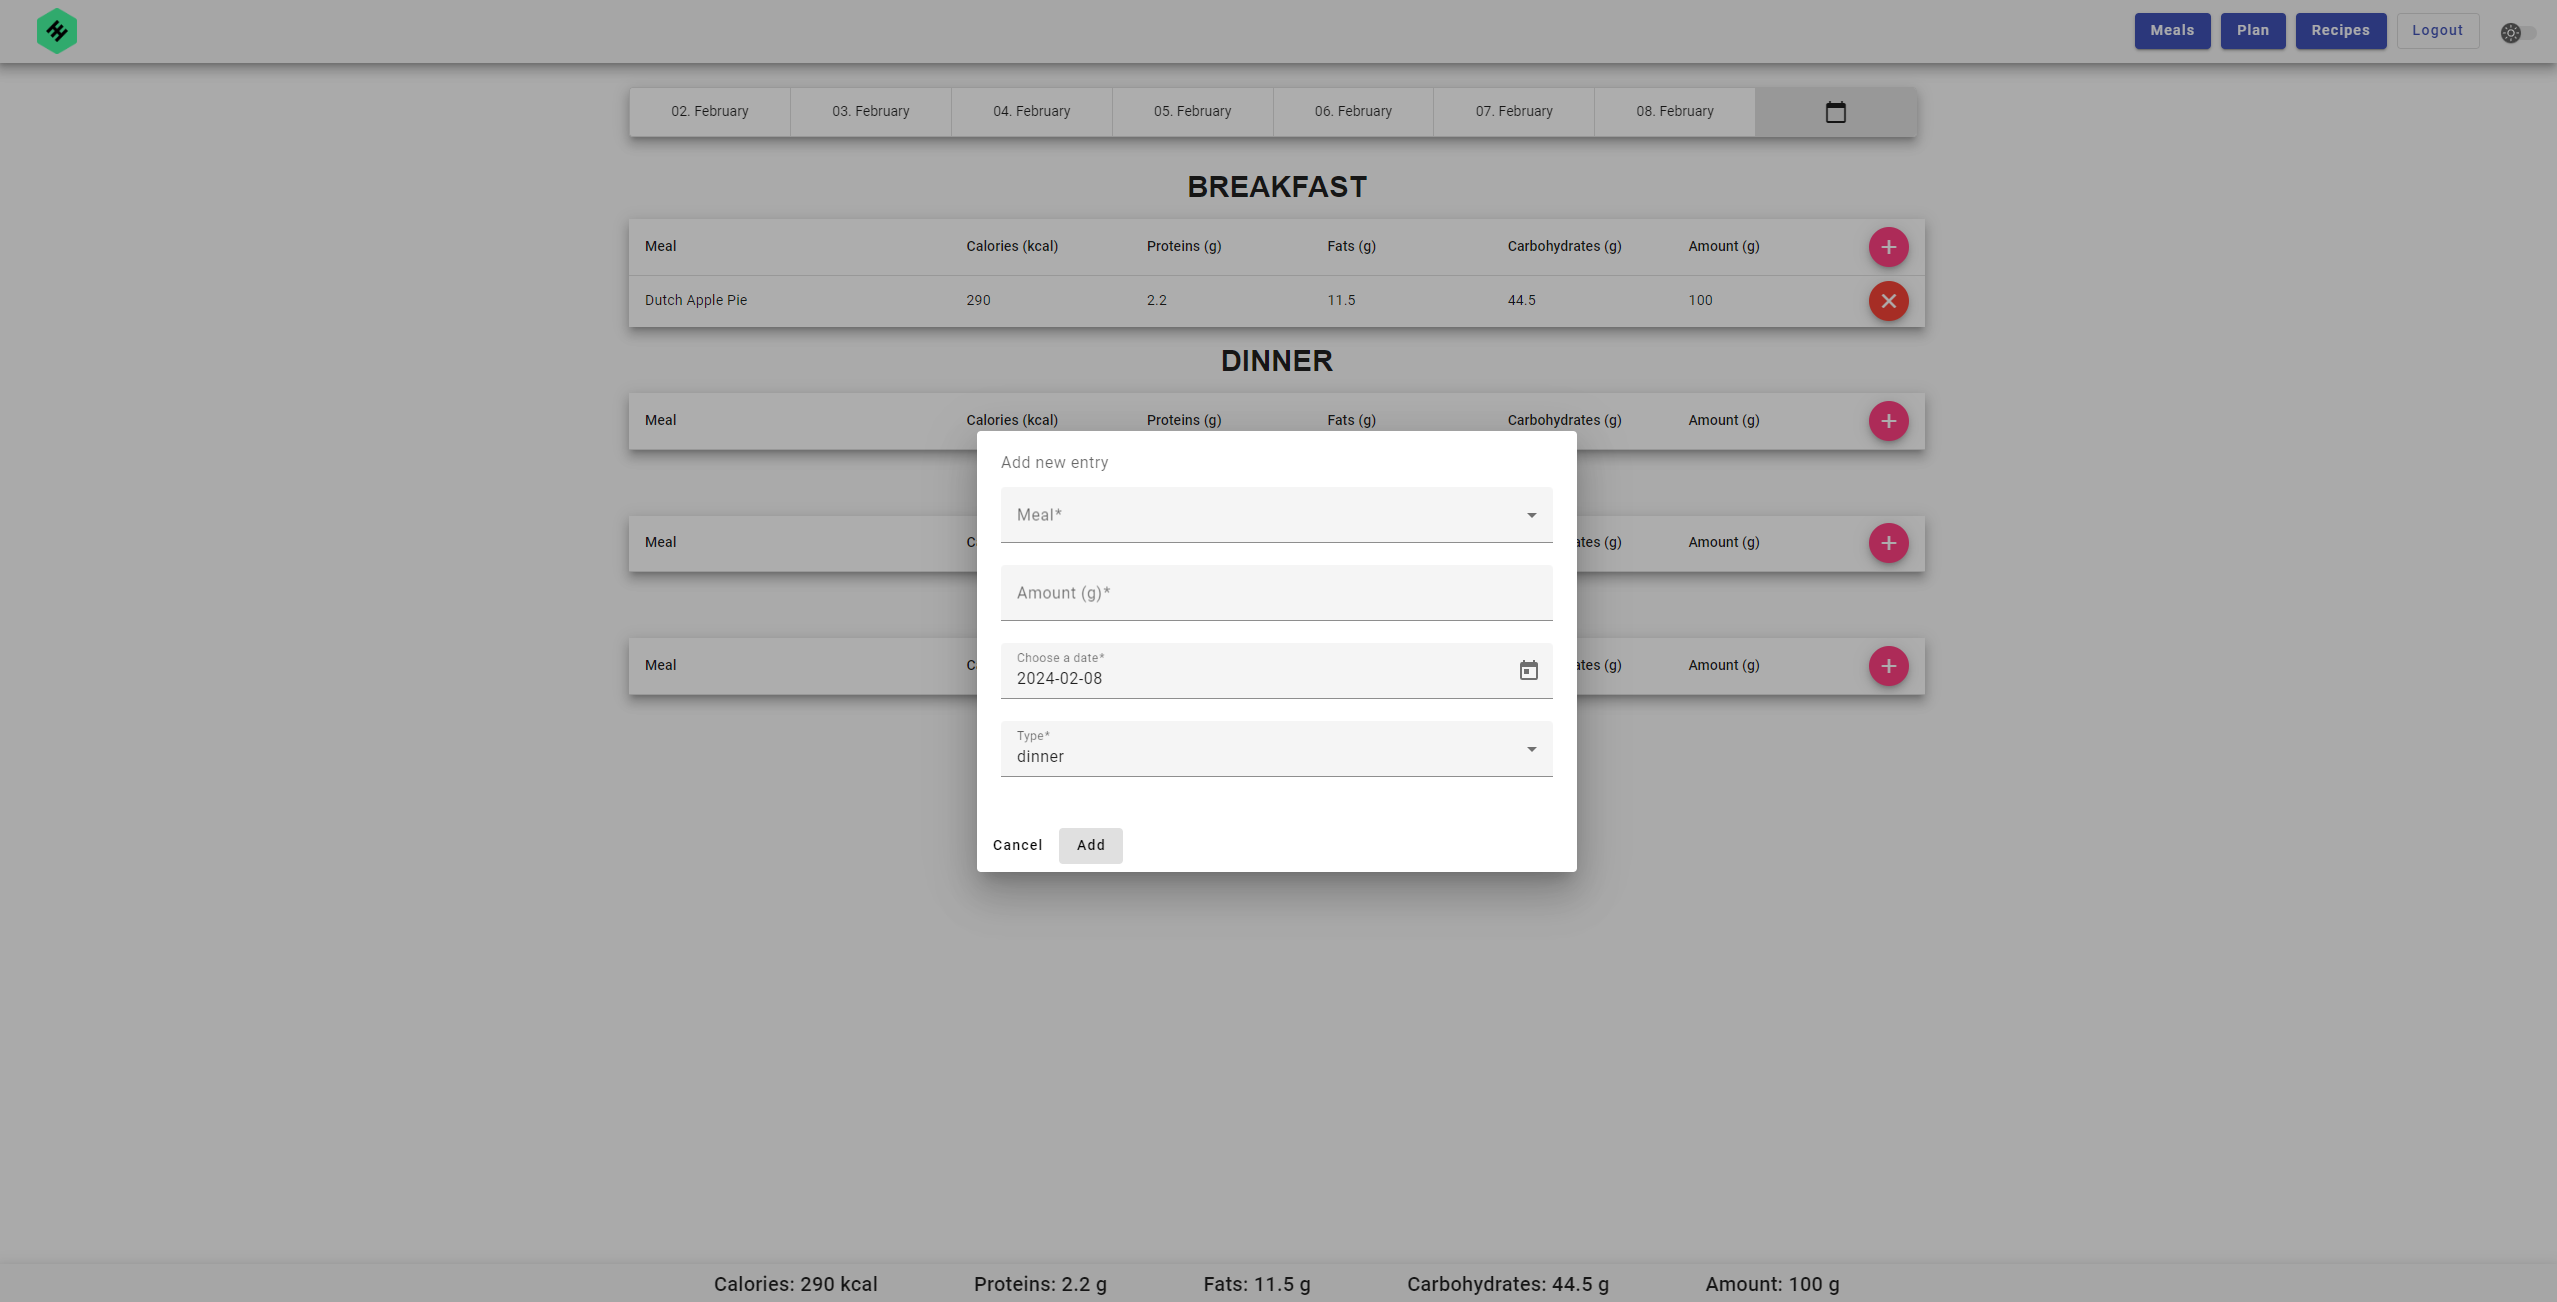 Meals Plan Recipes Logout
02. February 03. February 04. February 05. February 06. February 07. February 08. February
BREAKFAST
Meal Calories (kcal) Proteins (g) Fats (g) Carbohydrates (g) Amount (g)
Dutch Apple Pie 290 2.2 11.5 44.5 100
DINNER
Meal Calories (kcal) Proteins (g) Fats (g) Carbohydrates (g) Amount (g)
Add new entry
Meal*
Meal Amount (g)
Amount (g)*
Choose a date*
Meal Amount (g)
2024-02-08
Type*
dinner
Cancel Add
Calories: 290 kcal Proteins: 2.2 g Fats: 11.5 g Carbohydrates: 44.5 g Amount: 100 g